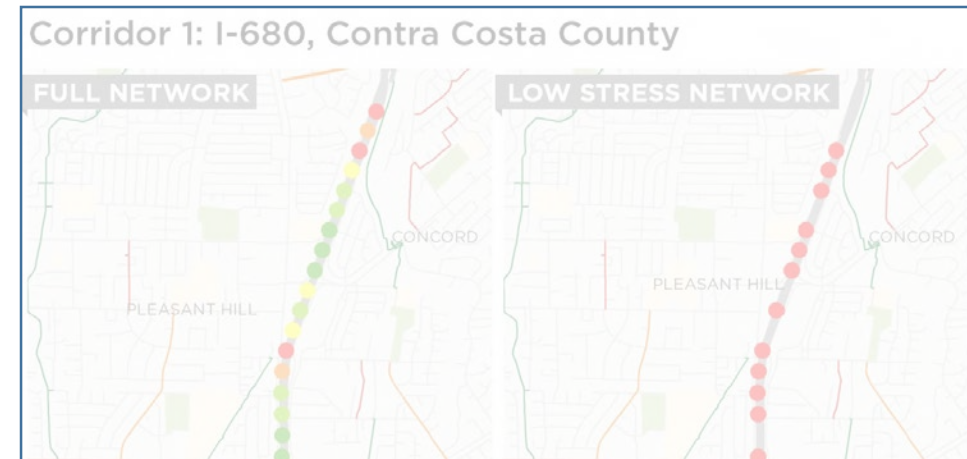 Corridor 1: I-680, Contra Costa County
FULL NETWORK
LOW STRESS NETWORK
CONCORD
CONCORD
PLEASANT HILL
PLEASANT HILL